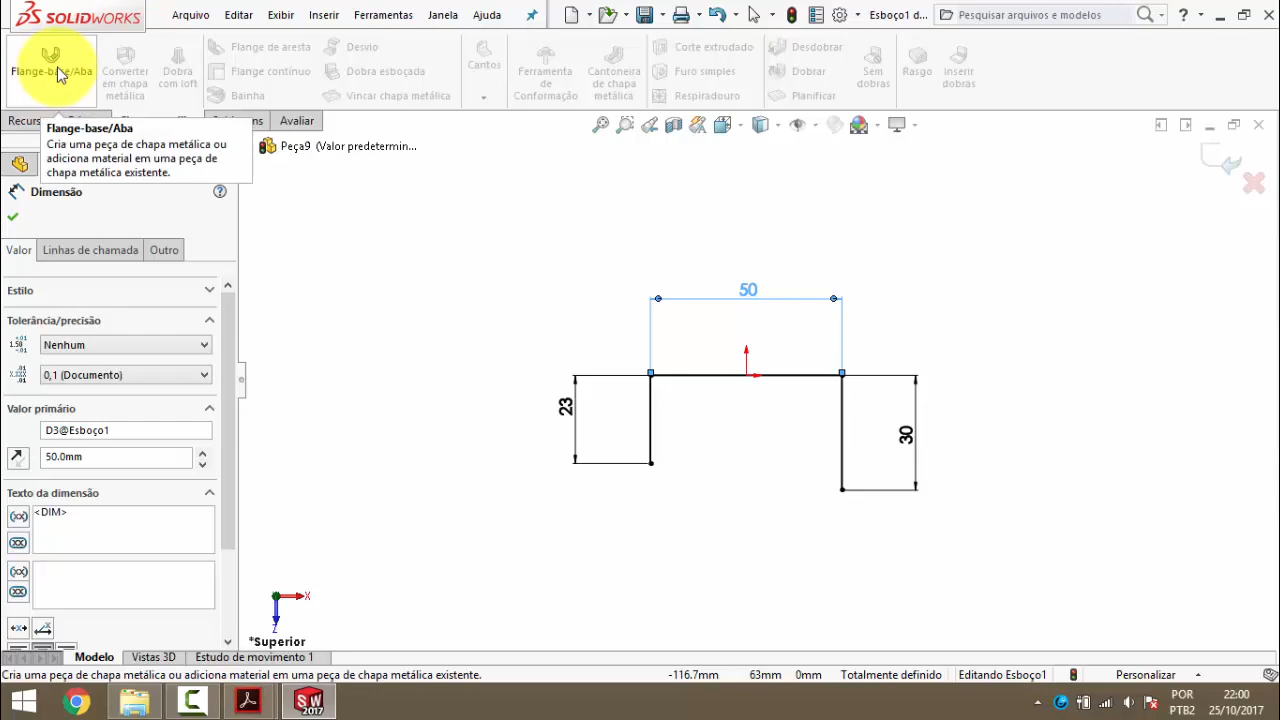 SOLIDWORKS
Arquivo
Editar
Exibir
Inserir
Ferramentas
Janela
Ajuda
Esboço1 d...
Pesquisar arquivos e modelos
?
Flange-base/Aba
Converter
em chapa
metálica
Dobra
com loft
Flange de aresta
Flange contínuo
Bainha
Desvio
Dobra esboçada
Vincar chapa metálica
Cantos
Ferramenta
de
Conformação
Cantoneira
de chapa
metálica
Corte extrudado
Furo simples
Respiradouro
Desdobrar
Dobrar
Planificar
Sem
dobras
Rasgo
Inserir
dobras
Recurs
Avaliar
Flange-base/Aba
Cria uma peça de chapa metálica ou
adiciona material em uma peça de
chapa metálica existente.
Peça9 (Valor predetermin...
Dimensão
?
Valor
Linhas de chamada
Outro
Estilo
Tolerância/precisão
Nenhum
0,1 (Documento)
Valor primário
D3@Esboço1
50.0mm
Texto da dimensão
<DIM>
50
23
30
X
Z
*Superior
Modelo
Vistas 3D
Estudo de movimento 1
Cria uma peça de chapa metálica ou adiciona material em uma peça de chapa metálica existente.
-116.7mm
63mm
0mm
Totalmente definido
Editando Esboço1
Personalizar
SW
2017
POR
PTB2
22:00
25/10/2017